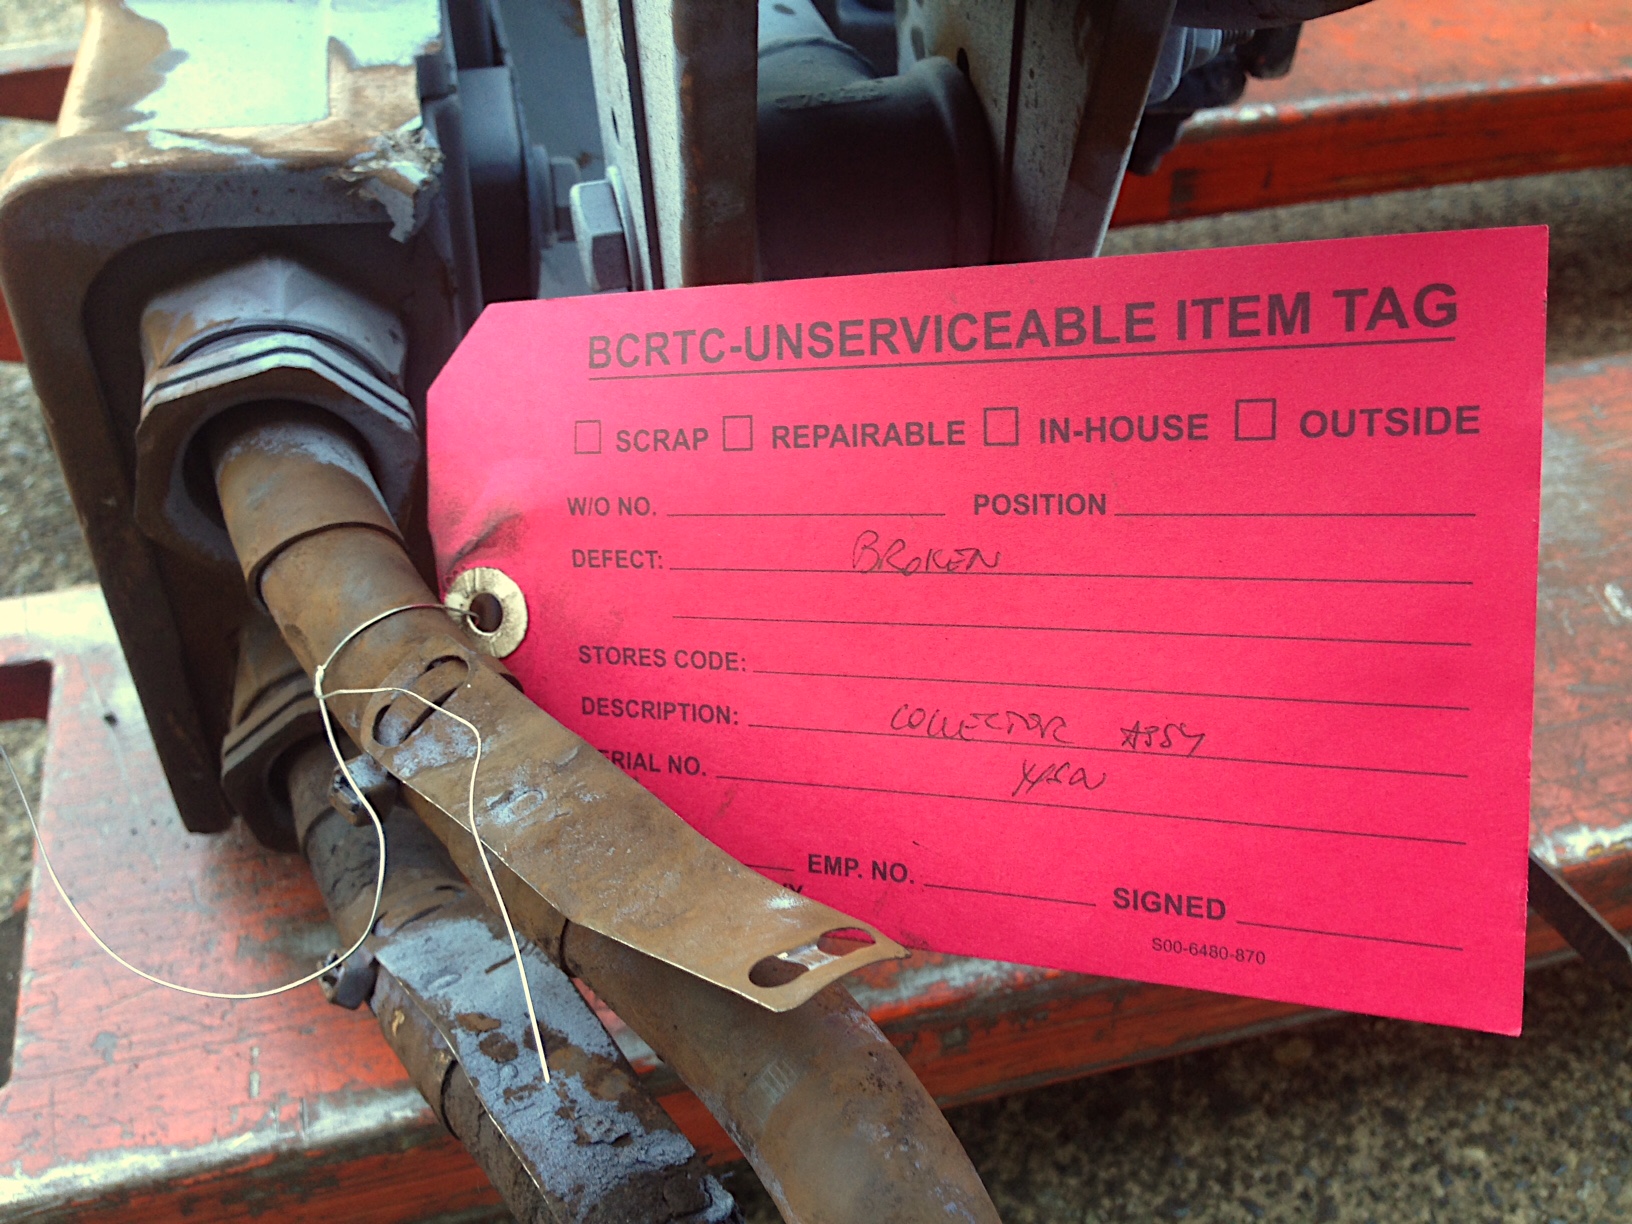 BCRTC-UNSERVICEABLE ITEM TAG
SCRAP REPAIRABLE IN-HOUSE OUTSIDE
W/O NO. POSITION
DEFECT: BROKEN
STORES CODE:
DESCRIPTION: COLLECTOR ASSY
ERIAL NO.
EMP. NO. SIGNED
S00-6480-870